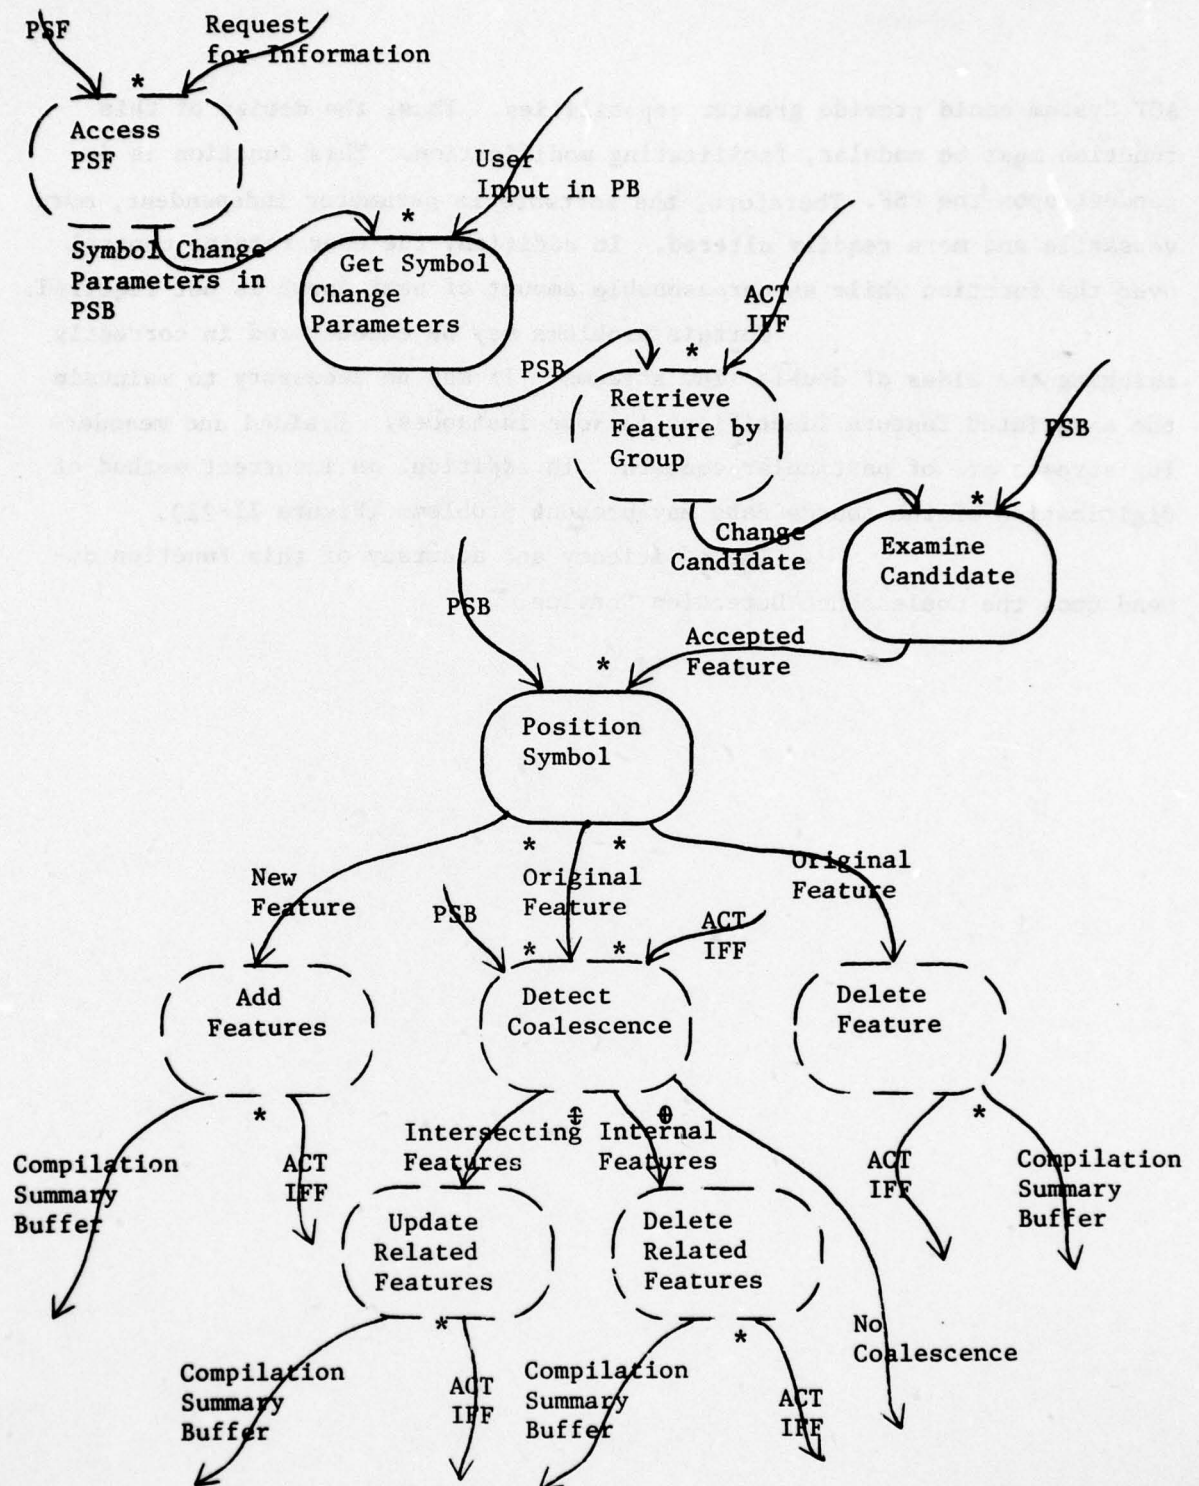 PSF
Request
for Information
*
Access
PSF
User
Input in PB
*
Symbol Change
Parameters in
PSB
Get Symbol
Change
Parameters
ACT
IFF
*
PSB
Retrieve
Feature by
Group
PSB
*
Change
Candidate
Examine
Candidate
PSB
Accepted
Feature
*
Position
Symbol
* *
New
Feature
Original
Feature
Original
Feature
PSB
ACT
IFF
* *
Add
Features
Detect
Coalescence
Delete
Feature
*
*
Intersecting
Features
Internal
Features
Compilation
Summary
Buffer
ACT
IFF
ACT
IFF
Compilation
Summary
Buffer
Update
Related
Features
Delete
Related
Features
*
*
No
Coalescence
Compilation
Summary
Buffer
ACT
IFF
Compilation
Summary
Buffer
ACT
IFF